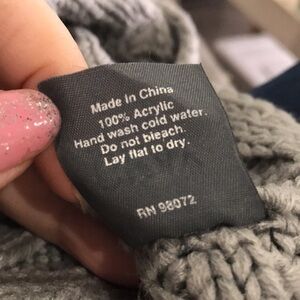 Made in China
100% Acrylic
Hand wash cold water.
Do not bleach.
Lay flat to dry.
RN 98072